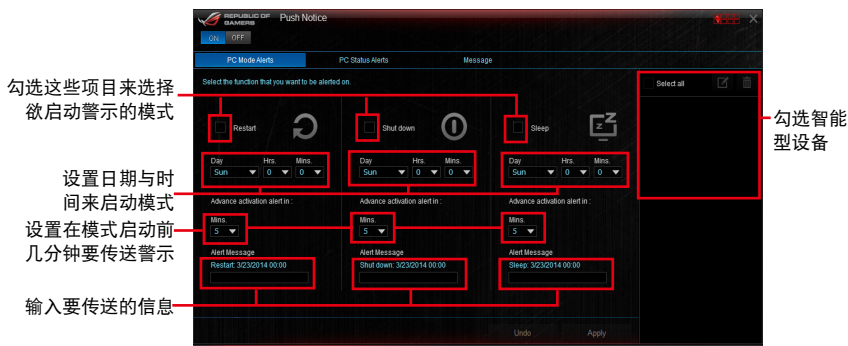 REPUBLIC OF GAMERS Push Notice
ON OFF
PC Mode Alerts PC Status Alerts Message
Select the function that you want to be alerted on.
Select all
勾选这些项目来选择
欲启动警示的模式
Restart Shut down Sleep
勾选智能
型设备
Day Hrs. Mins. Day Hrs. Mins. Day Hrs. Mins.
Sun 0 0 Sun 0 0 Sun 0 0
设置日期与时
间来启动模式
Advance activation alert in : Advance activation alert in : Advance activation alert in :
设置在模式启动前
几分钟要传送警示
Mins. Mins. Mins.
5 5 5
Alert Message Alert Message Alert Message
Restart: 3/23/2014 00:00 Shut down: 3/23/2014 00:00 Sleep: 3/23/2014 00:00
输入要传送的信息
Undo Apply